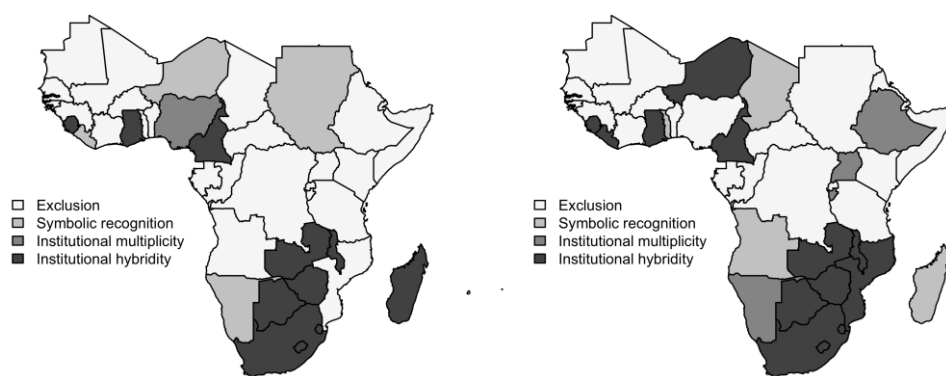 Exclusion
Symbolic recognition
Institutional multiplicity
Institutional hybridity
Exclusion
Symbolic recognition
Institutional multiplicity
Institutional hybridity